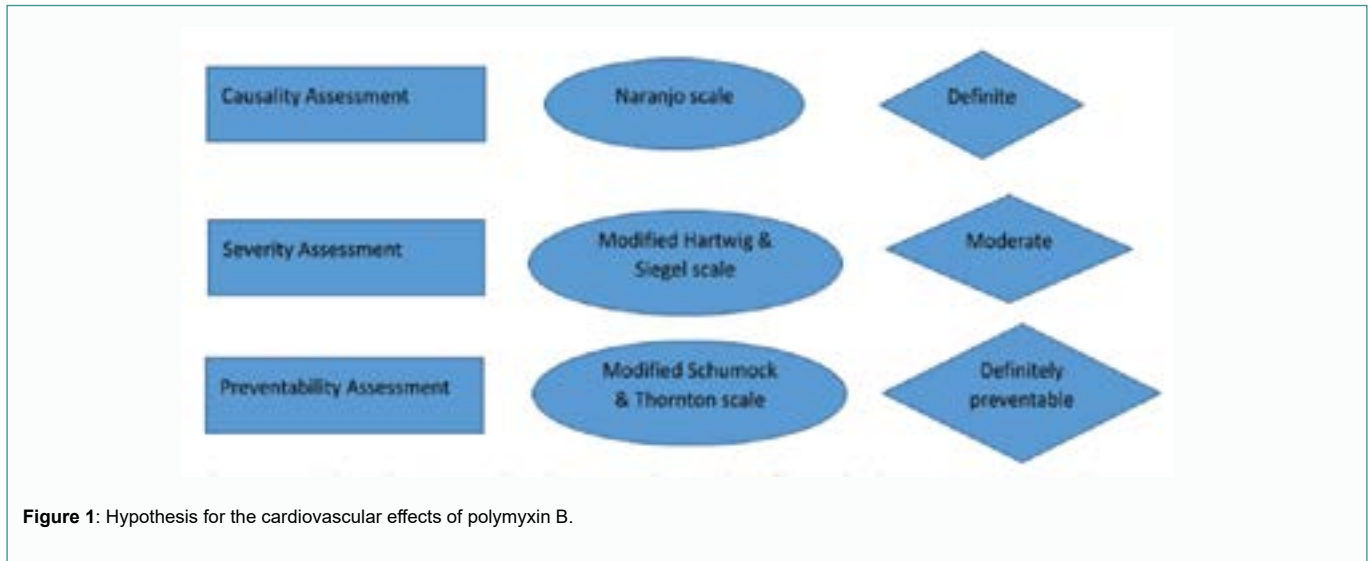 Causality Assessment
Naranjo scale
Definite
Severity Assessment
Modified Hartwig &
Siegel scale
Moderate
Preventability Assessment
Modified Schumock
& Thornton scale
Definitely
preventable
Figure 1: Hypothesis for the cardiovascular effects of polymyxin B.